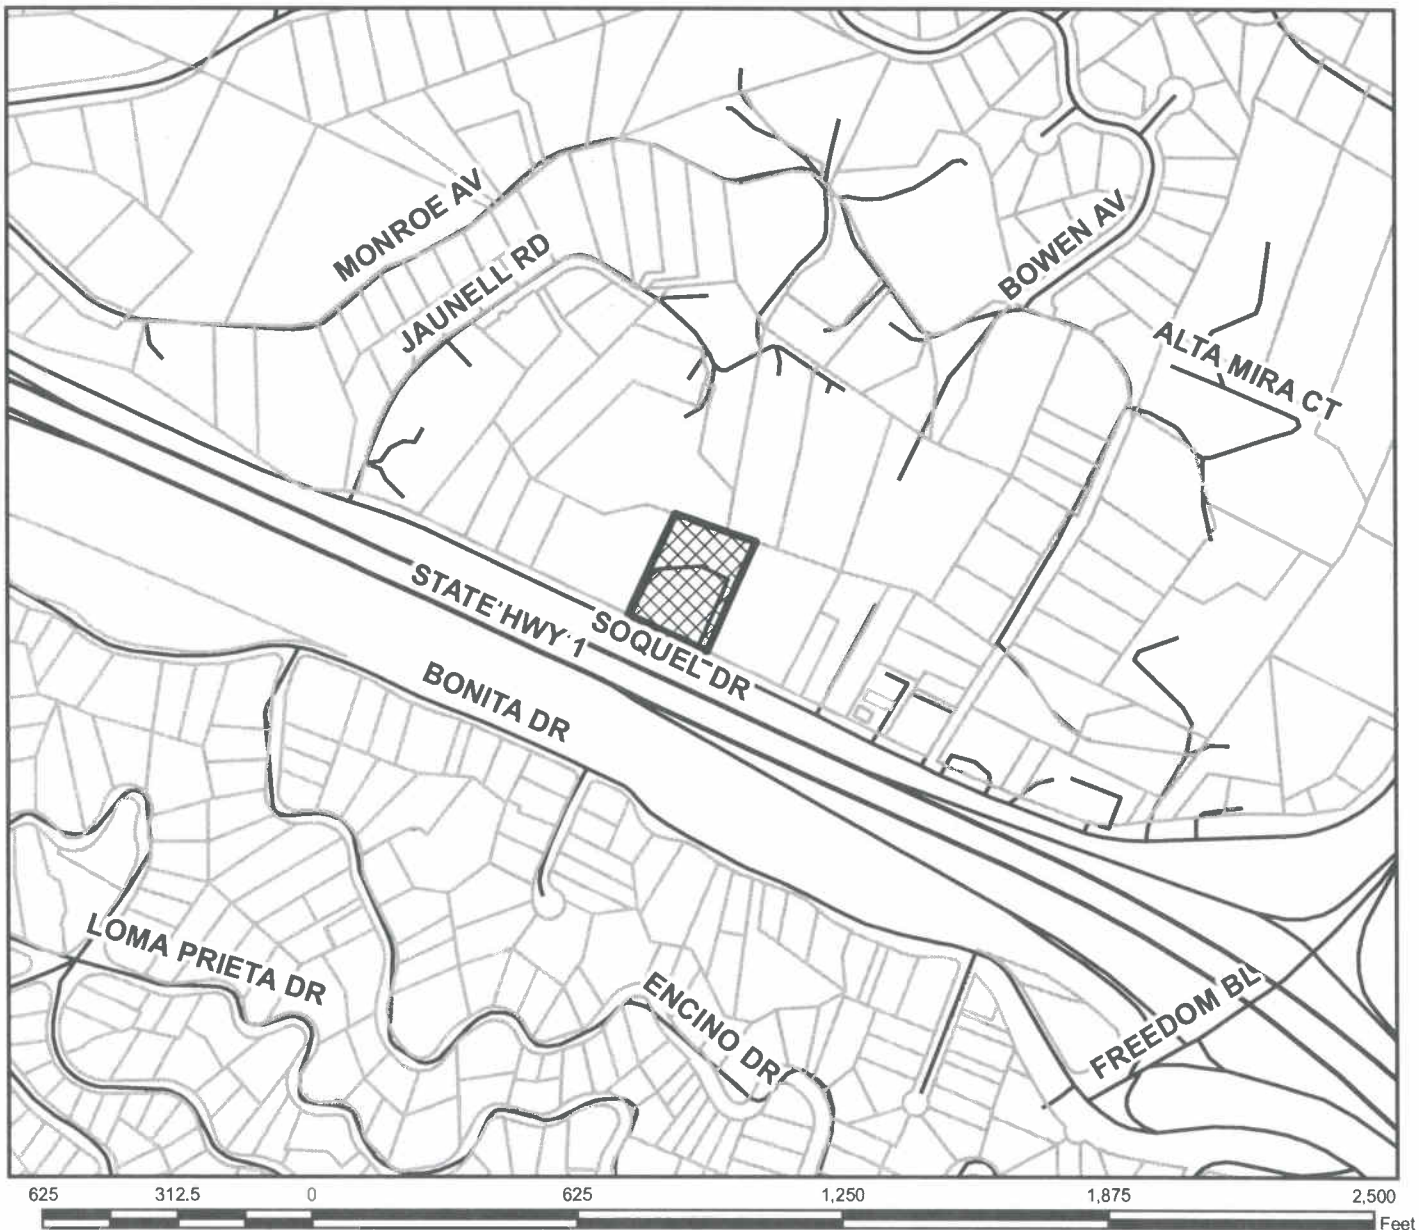 MONROE AV
JAUNELL RD
BOWEN AV
ALTA MIRA CT
STATE HWY 1
SOQUEL DR
BONITA DR
LOMA PRIETA DR
ENCINO DR
FREEDOM BL
625 312.5 0 625 1,250 1,875 2,500
Feet